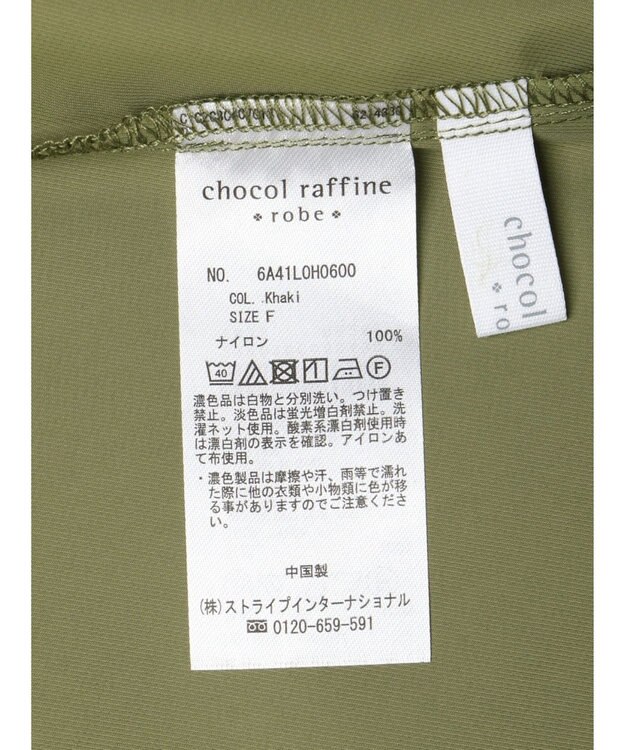 chocol raffine
robe
NO. 6A41L0H0600
COL. .Khaki
SIZE F
ナイロン 100%
40 F
濃色品は白物と分別洗い。つけ置き
禁止。淡色品は蛍光増白剤禁止。洗
濯ネット使用。酸素系漂白剤使用時
は漂白剤の表示を確認。アイロンあ
て布使用。
・濃色製品は摩擦や汗、雨等で濡れ
た際に他の衣類や小物類に色が移
る事がありますのでご注意くださ
い。
中国製
(株)ストライプインターナショナル
0120-659-591
chocol
ro